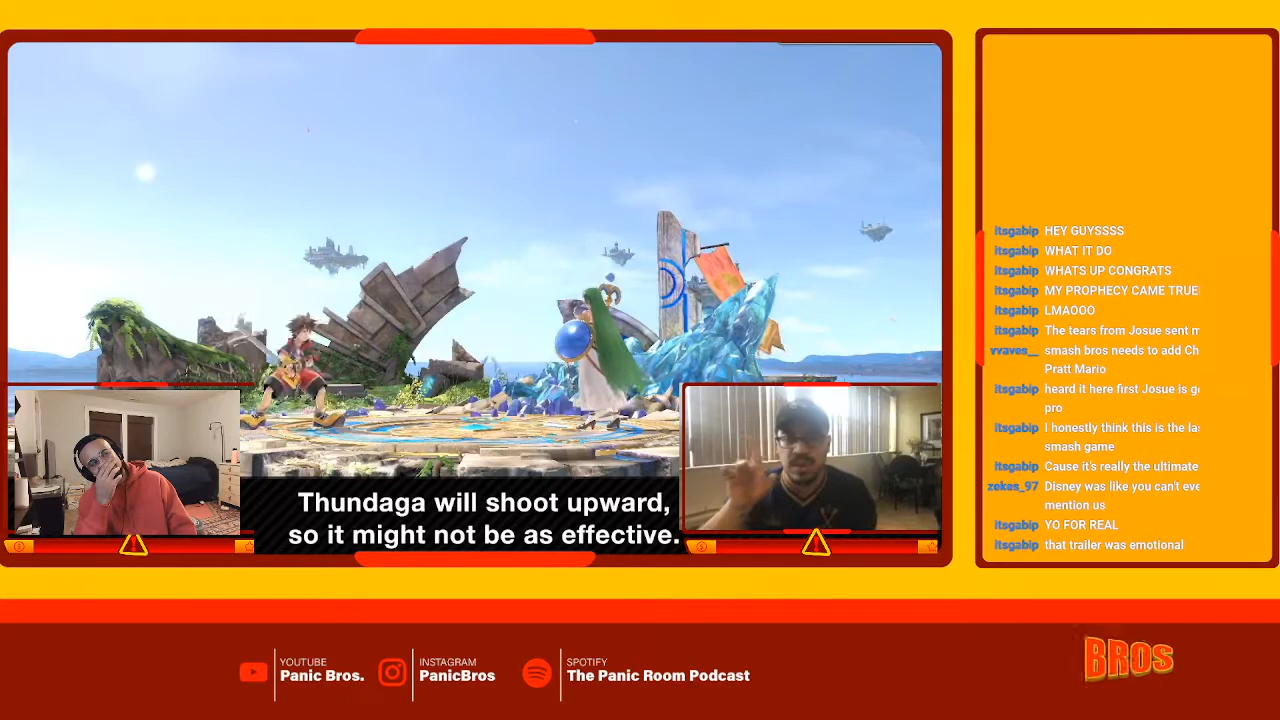 itsgabip HEY GUYSSSS
itsgabip WHAT IT DO
itsgabip WHATS UP CONGRATS
itsgabip MY PROPHECY CAME TRUE
itsgabip LMAOOO
itsgabip The tears from Josue sent m
vvaves__ smash bros needs to add Ch
Pratt Mario
itsgabip heard it here first Josue is g
pro
itsgabip I honestly think this is the la
smash game
itsgabip Cause it's really the ultimate
zekes_97 Disney was like you can't eve
mention us
itsgabip YO FOR REAL
itsgabip that trailer was emotional
Thundaga will shoot upward,
so it might not be as effective.
YOUTUBE
Panic Bros.
INSTAGRAM
PanicBros
SPOTIFY
The Panic Room Podcast
BROS